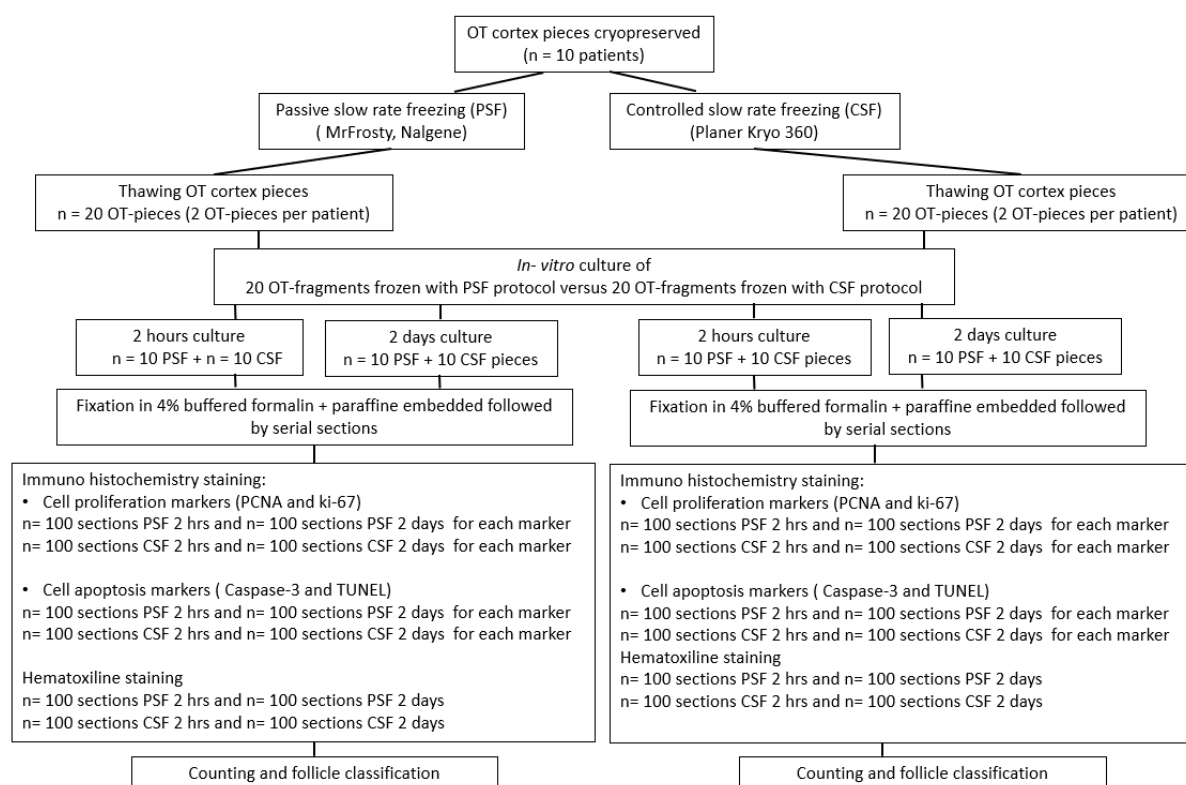 OT cortex pieces cryopreserved
(n = 10 patients)
Passive slow rate freezing (PSF)
( MrFrosty, Nalgene)
Controlled slow rate freezing (CSF)
(Planer Kryo 360)
Thawing OT cortex pieces
n = 20 OT-pieces (2 OT-pieces per patient)
Thawing OT cortex pieces
n = 20 OT-pieces (2 OT-pieces per patient)
In- vitro culture of
20 OT-fragments frozen with PSF protocol versus 20 OT-fragments frozen with CSF protocol
2 hours culture
n = 10 PSF + n = 10 CSF
2 days culture
n = 10 PSF + 10 CSF pieces
2 hours culture
n = 10 PSF + 10 CSF pieces
2 days culture
n = 10 PSF + 10 CSF pieces
Fixation in 4% buffered formalin + paraffine embedded followed
by serial sections
Fixation in 4% buffered formalin + paraffine embedded followed
by serial sections
Immuno histochemistry staining:
• Cell proliferation markers (PCNA and ki-67)
n= 100 sections PSF 2 hrs and n= 100 sections PSF 2 days for each marker
n= 100 sections CSF 2 hrs and n= 100 sections CSF 2 days for each marker
• Cell apoptosis markers ( Caspase-3 and TUNEL)
n= 100 sections PSF 2 hrs and n= 100 sections PSF 2 days for each marker
n= 100 sections CSF 2 hrs and n= 100 sections CSF 2 days for each marker
Hematoxiline staining
n= 100 sections PSF 2 hrs and n= 100 sections PSF 2 days
n= 100 sections CSF 2 hrs and n= 100 sections CSF 2 days
Immuno histochemistry staining:
• Cell proliferation markers (PCNA and ki-67)
n= 100 sections PSF 2 hrs and n= 100 sections PSF 2 days for each marker
n= 100 sections CSF 2 hrs and n= 100 sections CSF 2 days for each marker
• Cell apoptosis markers ( Caspase-3 and TUNEL)
n= 100 sections PSF 2 hrs and n= 100 sections PSF 2 days for each marker
n= 100 sections CSF 2 hrs and n= 100 sections CSF 2 days for each marker
Hematoxiline staining
n= 100 sections PSF 2 hrs and n= 100 sections PSF 2 days
n= 100 sections CSF 2 hrs and n= 100 sections CSF 2 days
Counting and follicle classification
Counting and follicle classification